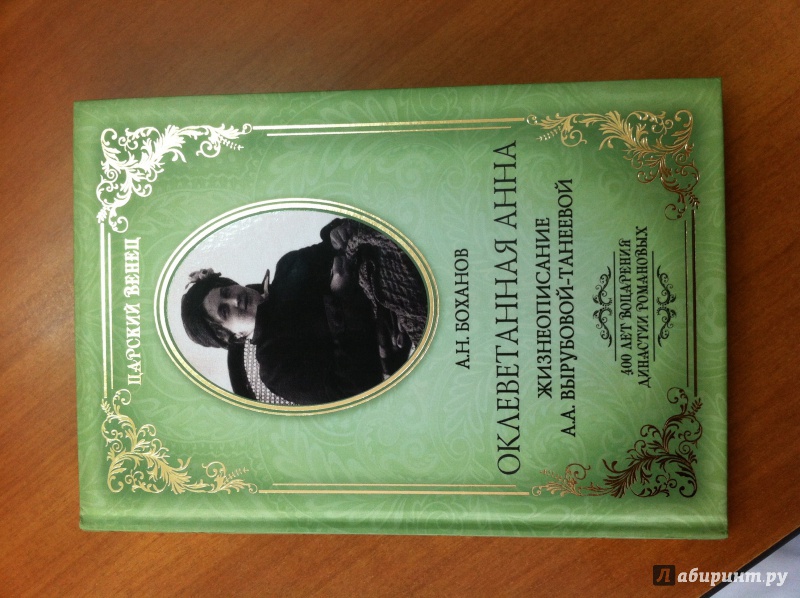 ЦАРСКИЙ ВЕНЕЦ
А.Н. БОХАНОВ
ОКЛЕВЕТАННАЯ АННА
ЖИЗНЕОПИСАНИЕ
А.А. ВЫРУБОВОЙ-ТАНЕЕВОЙ
400 ЛЕТ ВОЦАРЕНИЯ
ДИНАСТИИ РОМАНОВЫХ
Лабиринт.ру